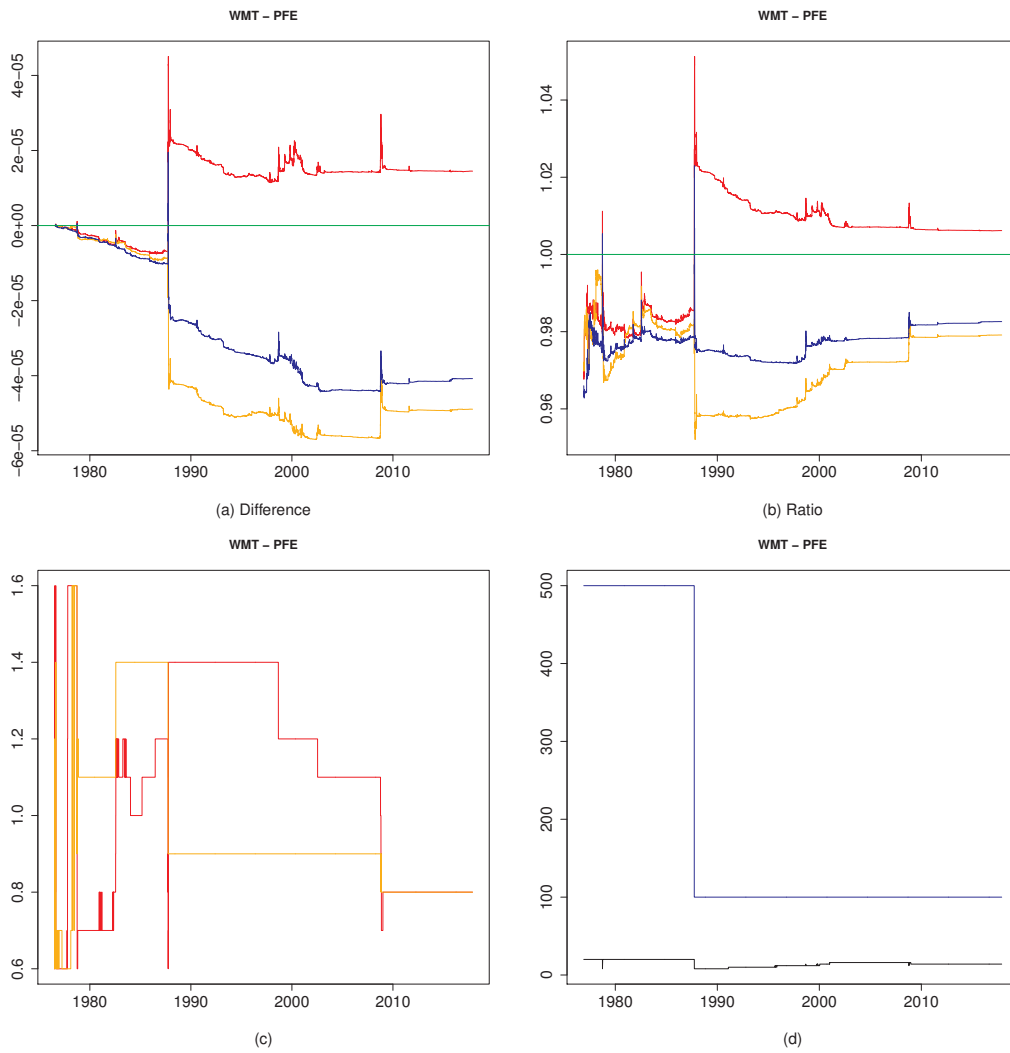 WMT − PFE
4e−05
2e−05
0e+00
−2e−05
−4e−05
−6e−05
1980 1990 2000 2010
(a) Difference
WMT − PFE
1.04
1.02
1.00
0.98
0.96
1980 1990 2000 2010
(b) Ratio
WMT − PFE
1.6
1.4
1.2
1.0
0.8
0.6
1980 1990 2000 2010
(c)
WMT − PFE
500
400
300
200
100
0
1980 1990 2000 2010
(d)